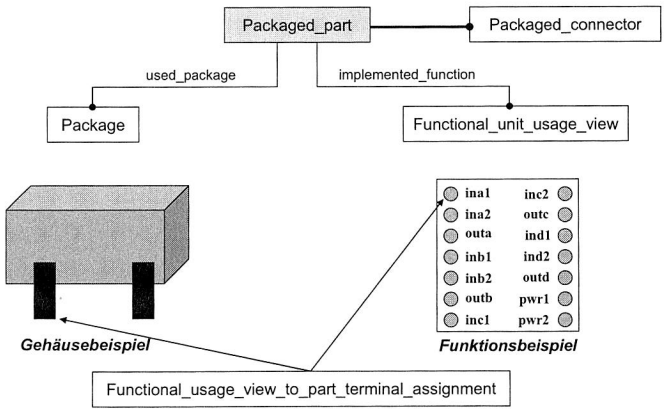 Packaged_part
Packaged_connector
used_package
implemented_function
Package
Functional_unit_usage_view
ina1 inc2
ina2 outc
outa ind1
inb1 ind2
inb2 outd
outb pwr1
inc1 pwr2
Gehäusebeispiel
Funktionsbeispiel
Functional_usage_view_to_part_terminal_assignment